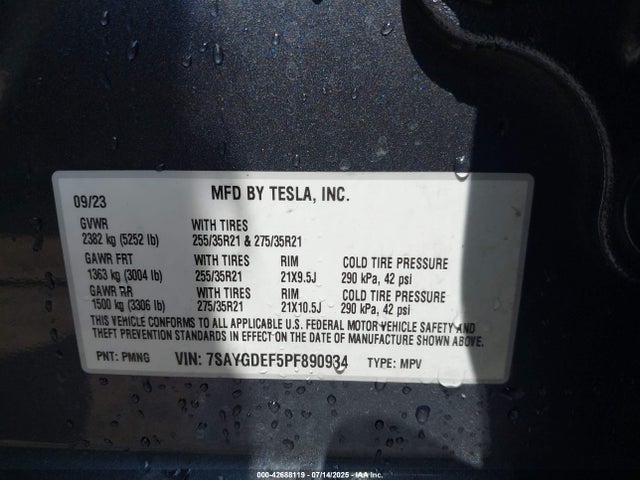 09/23 MFD BY TESLA, INC.
GVWR WITH TIRES
2382 kg (5252 lb) 255/35R21 & 275/35R21
GAWR FRT WITH TIRES RIM COLD TIRE PRESSURE
1363 kg (3004 lb) 255/35R21 21X9.5J 290 kPa, 42 psi
GAWR RR WITH TIRES RIM COLD TIRE PRESSURE
1500 kg (3306 lb) 275/35R21 21X10.5J 290 kPa, 42 psi
THIS VEHICLE CONFORMS TO ALL APPLICABLE U.S. FEDERAL MOTOR VEHICLE SAFETY AND
THEFT PREVENTION STANDARDS IN EFFECT ON THE DATE OF MANUFACTURE SHOWN ABOVE.
PNT: PMNG VIN: 7SAYGDEF5PF890934 TYPE: MPV
000-42688119 - 07/14/2025 - IAA Inc.